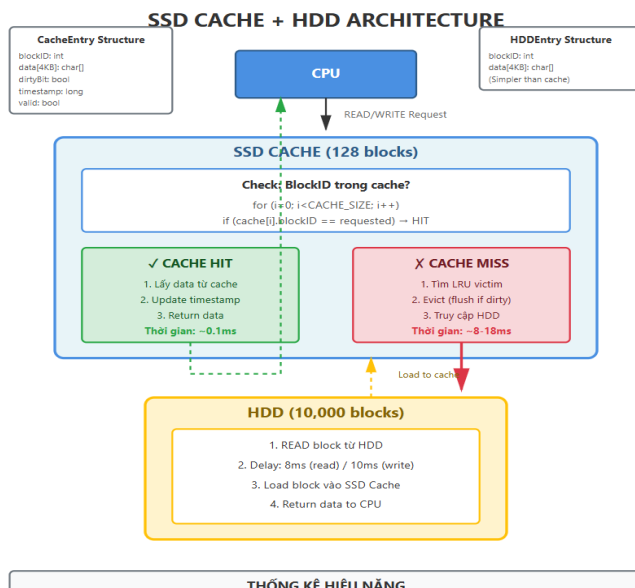 SSD CACHE + HDD ARCHITECTURE
CacheEntry Structure
blockID: int
data[4KB]: char[]
dirtyBit: bool
timestamp: long
valid: bool
HDDEntry Structure
blockID: int
data[4KB]: char[]
(Simpler than cache)
CPU
READ/WRITE Request
SSD CACHE (128 blocks)
Check: BlockID trong cache?
for (i=0; i<CACHE_SIZE; i++)
if (cache[i].blockID == requested) → HIT
✓ CACHE HIT
1. Lấy data từ cache
2. Update timestamp
3. Return data
Thời gian: ~0.1ms
✗ CACHE MISS
1. Tìm LRU victim
2. Evict (flush if dirty)
3. Truy cập HDD
Thời gian: ~8-18ms
Load to cache
HDD (10,000 blocks)
1. READ block từ HDD
2. Delay: 8ms (read) / 10ms (write)
3. Load block vào SSD Cache
4. Return data to CPU
THỐNG KÊ HIỆU NĂNG